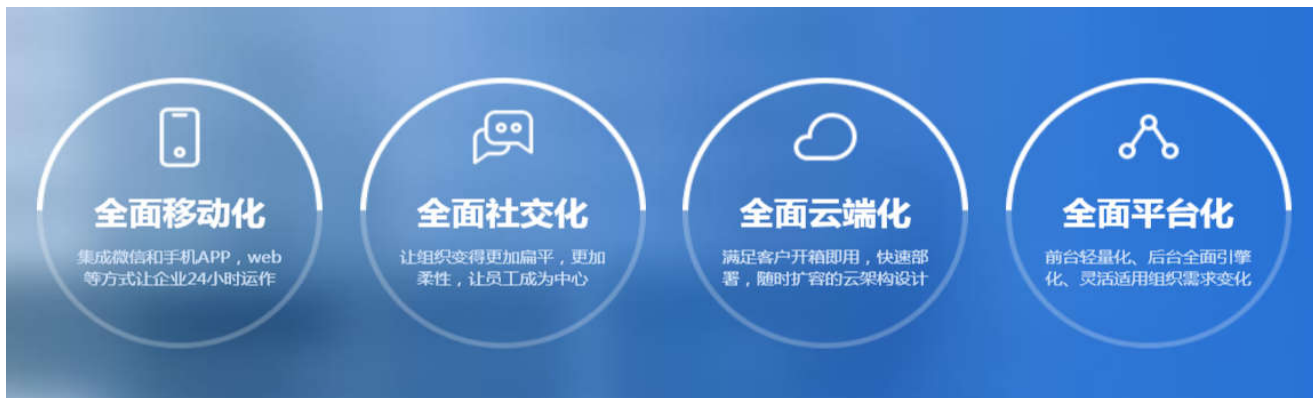 全面移动化
集成微信和手机APP，web
等方式让企业24小时运作
全面社交化
让组织变得更加扁平，更加
柔性，让员工成为中心
全面云端化
满足客户开箱即用，快速部
署，随时扩容的云架构设计
全面平台化
前台轻量化、后台全面引擎
化、灵活适用组织需求变化